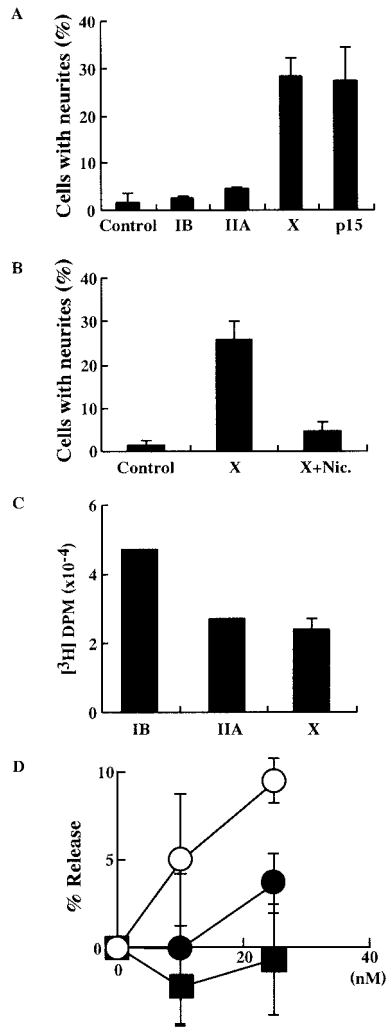 A
Cells with neurites (%)
40
30
20
10
0
Control IB IIA X p15
B
Cells with neurites (%)
40
30
20
10
0
Control X X+Nic.
C
[³H] DPM (x10⁻⁴)
6
4
2
0
IB IIA X
D
% Release
10
5
0
0 20 40
(nM)